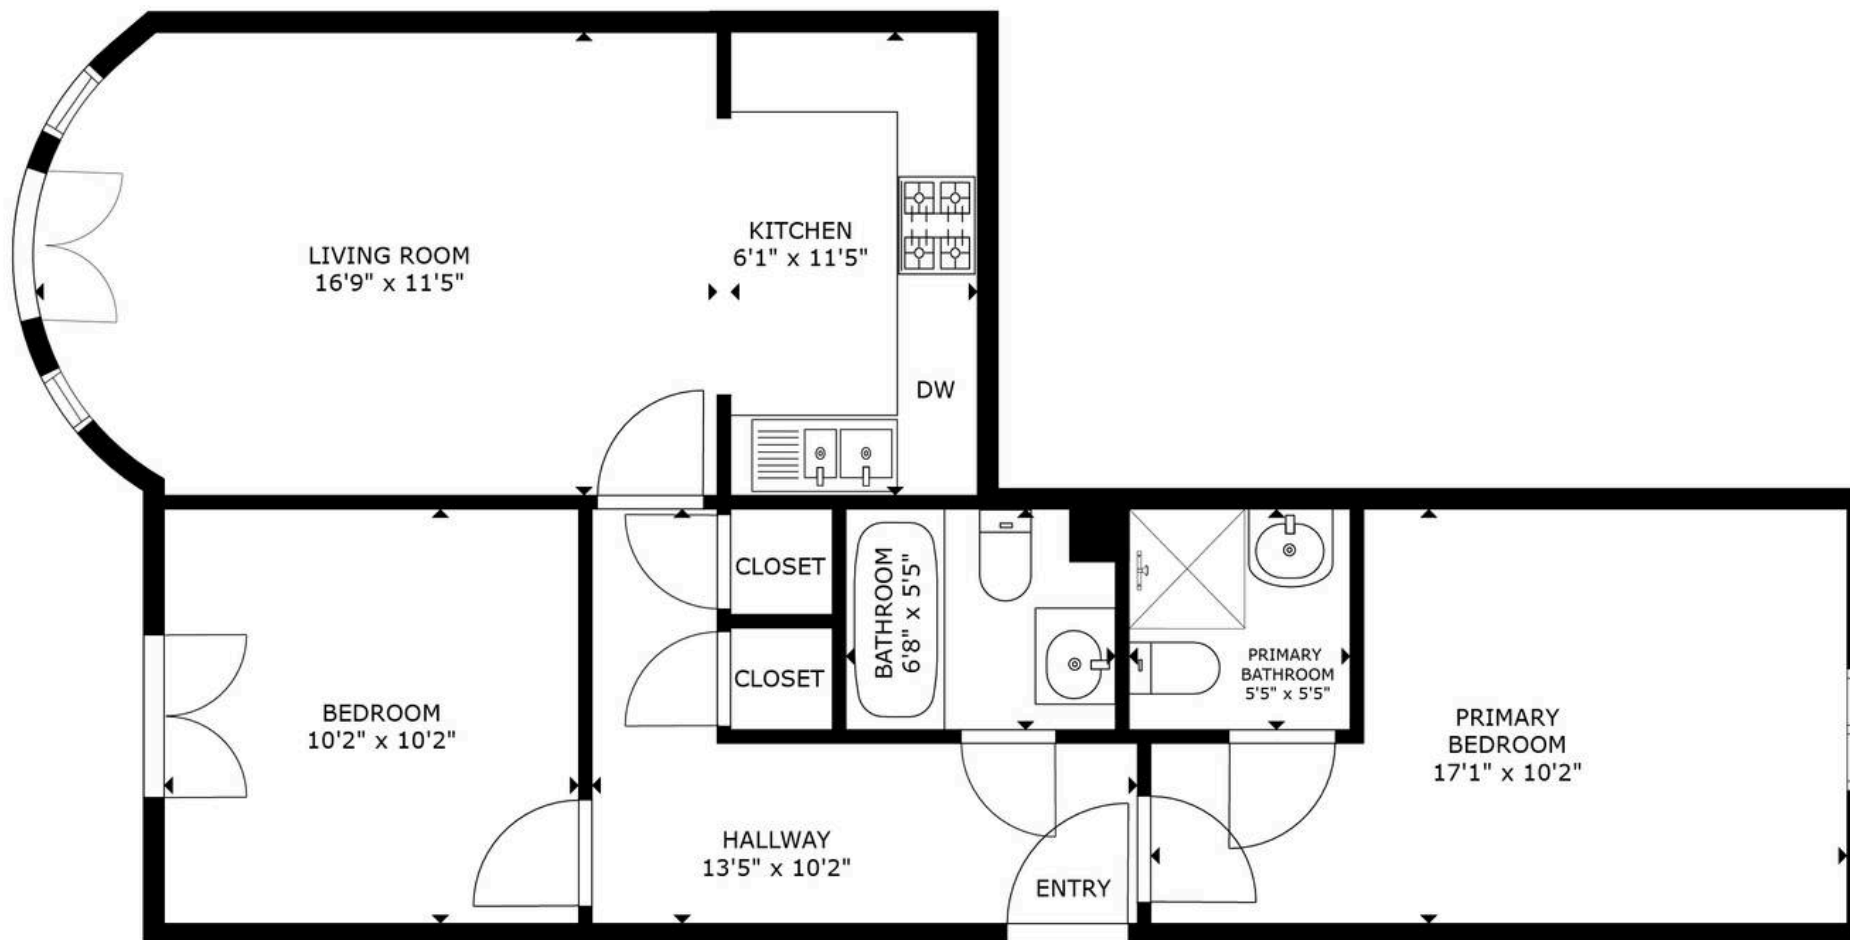 LIVING ROOM
16'9" x 11'5"
KITCHEN
6'1" x 11'5"
DW
CLOSET
CLOSET
BATHROOM
6'8" x 5'5"
PRIMARY
BATHROOM
5'5" x 5'5"
BEDROOM
10'2" x 10'2"
PRIMARY
BEDROOM
17'1" x 10'2"
HALLWAY
13'5" x 10'2"
ENTRY